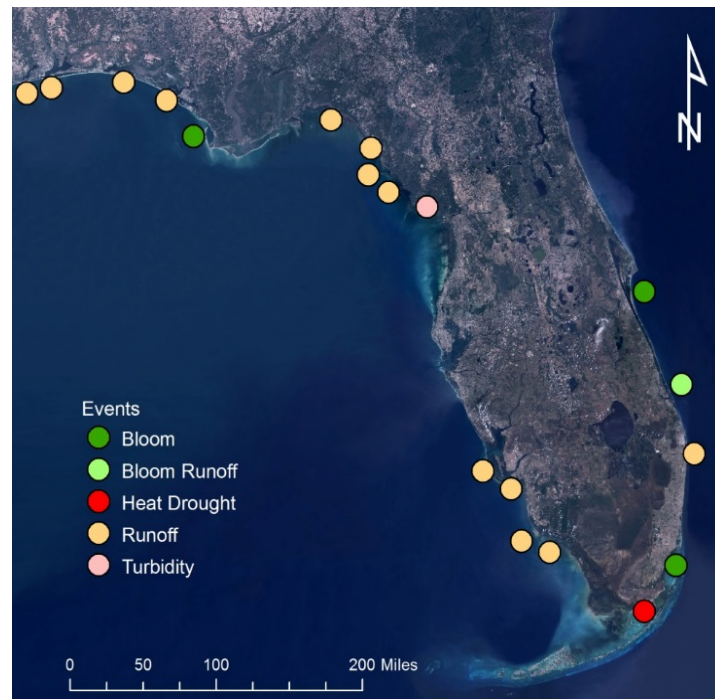 N
Events
Bloom
Bloom Runoff
Heat Drought
Runoff
Turbidity
0 50 100 200 Miles